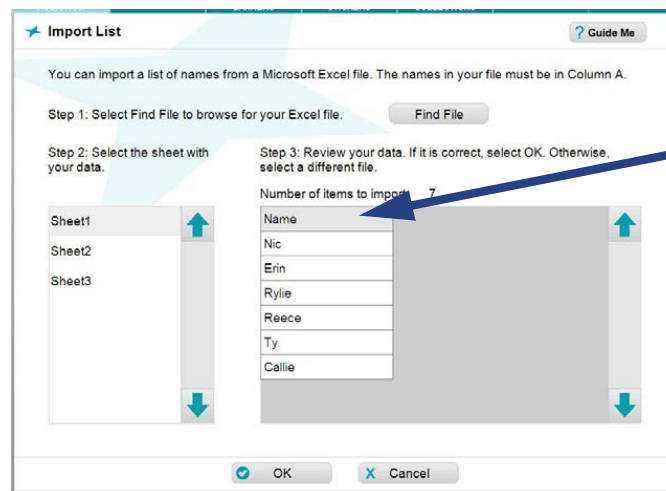 Import List
? Guide Me
You can import a list of names from a Microsoft Excel file. The names in your file must be in Column A.
Step 1: Select Find File to browse for your Excel file.
Find File
Step 2: Select the sheet with
your data.
Step 3: Review your data. If it is correct, select OK. Otherwise,
select a different file.
Number of items to import 7
Sheet1
Sheet2
Sheet3
Name
Nic
Erin
Rylie
Reece
Ty
Callie
OK
X Cancel